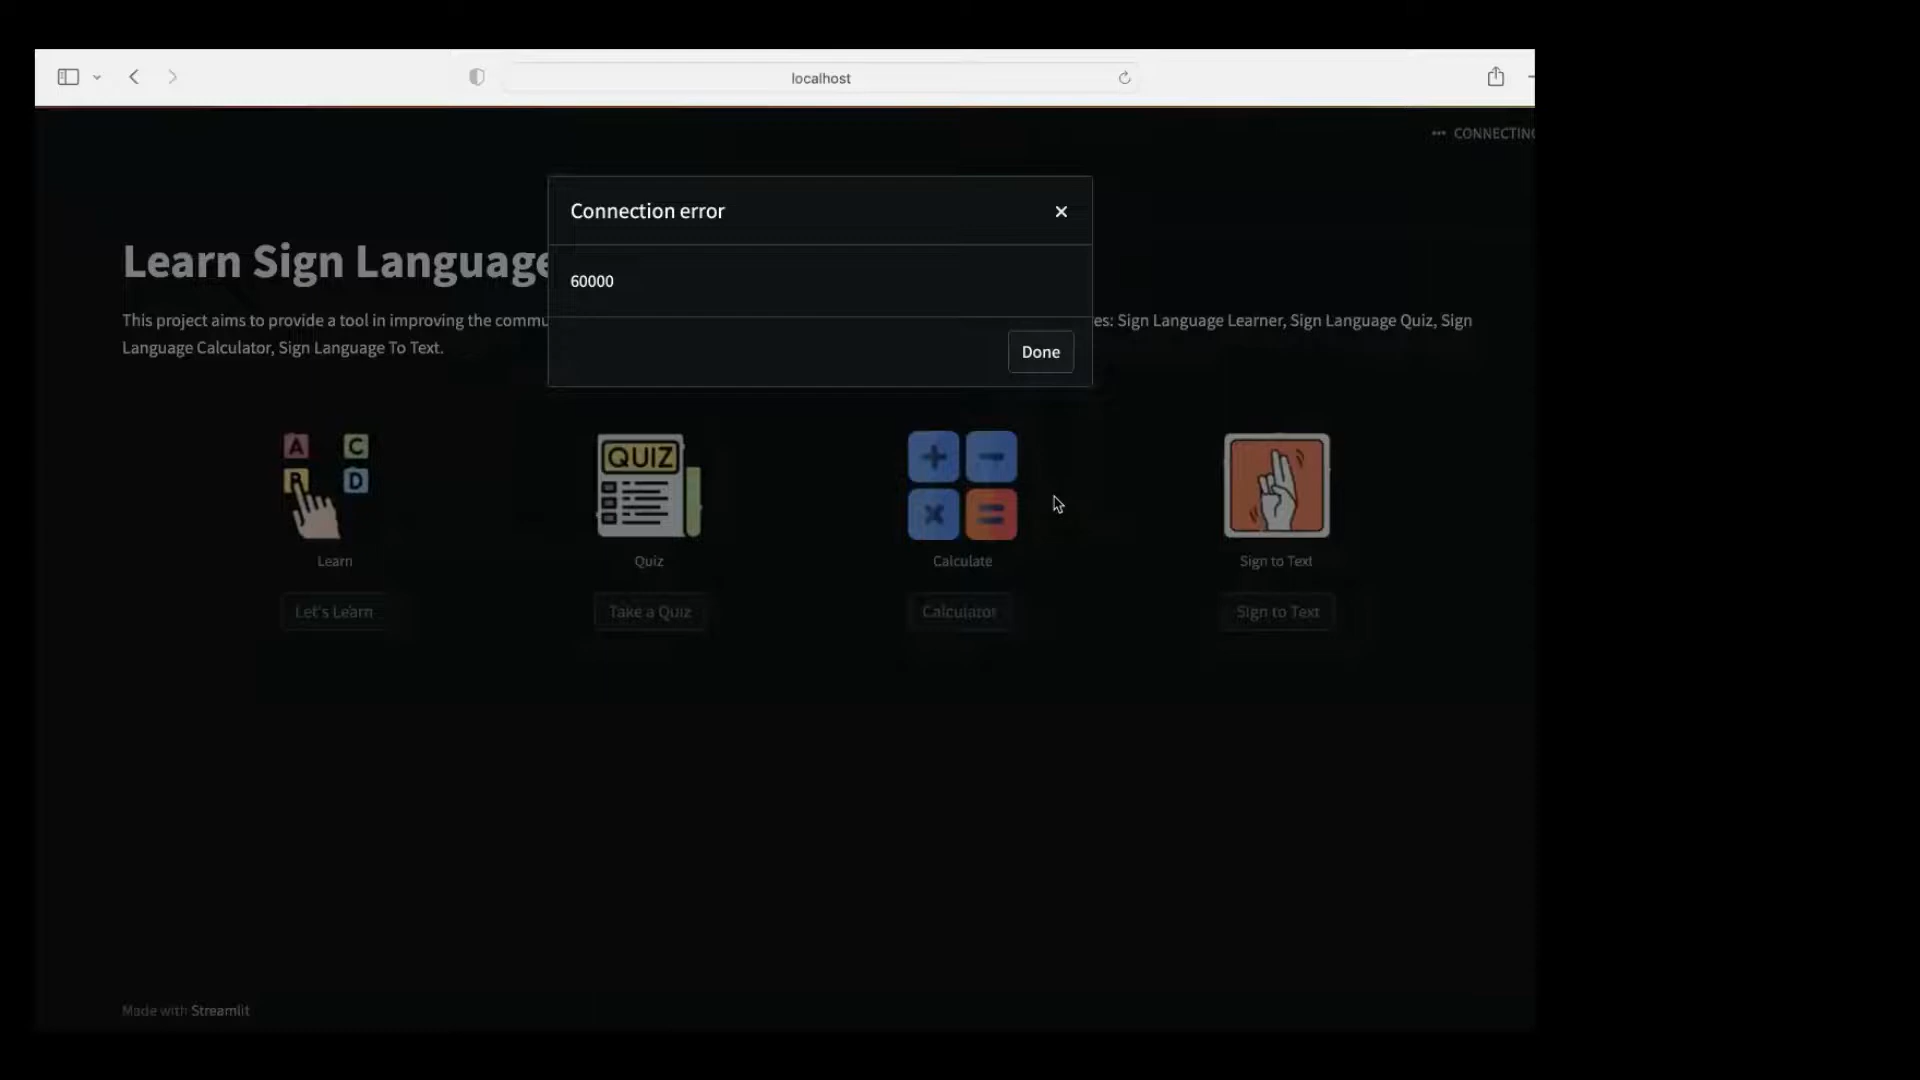 localhost
CONNECTING
Connection error
60000
Done
Learn Sign Language
This project aims to provide a tool in improving the
es: Sign Language Learner, Sign Language Quiz, Sign
Language Calculator, Sign Language To Text.
A C
B D
QUIZ
Learn
Quiz
Calculate
Sign to Text
Let's Learn
Take a Quiz
Calculator
Sign to Text
Made with Streamlit